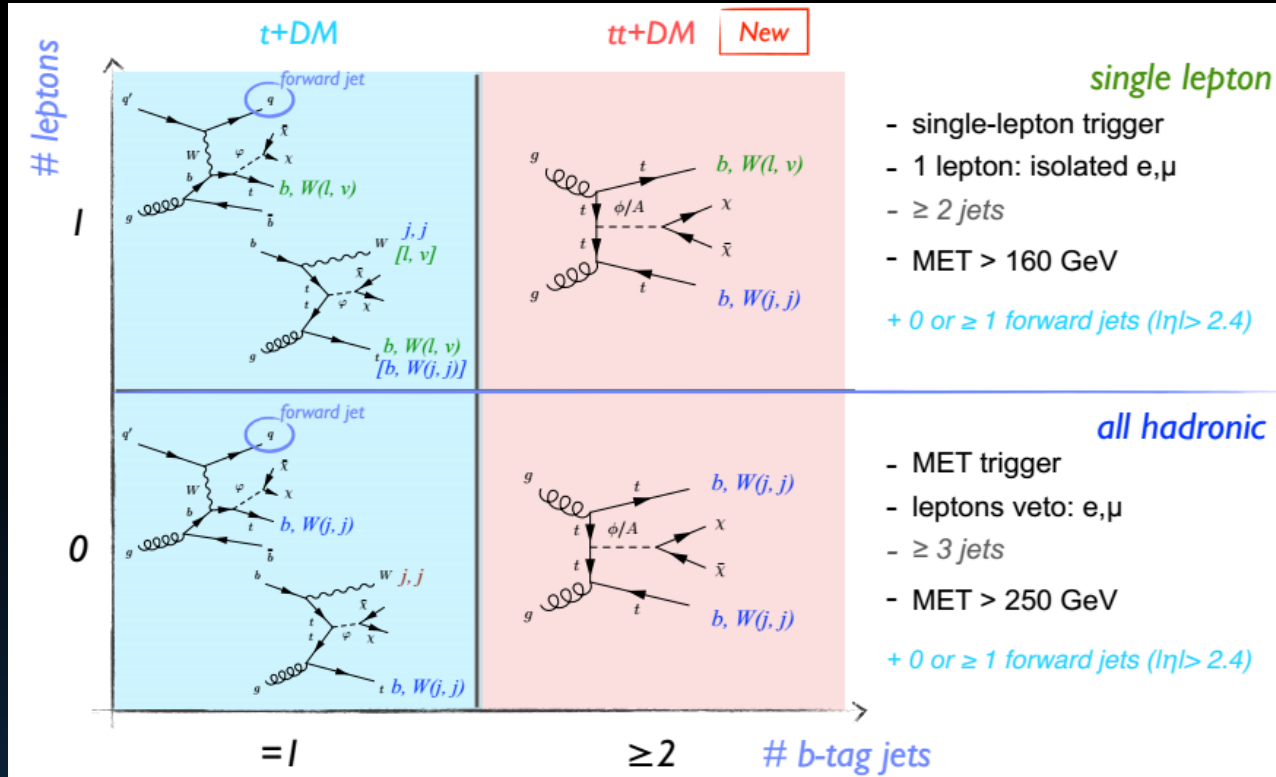 t+DM
tt+DM
New
# leptons
single lepton
- single-lepton trigger
- 1 lepton: isolated e,μ
- ≥ 2 jets
- MET > 160 GeV
+ 0 or ≥ 1 forward jets (|η|> 2.4)
1
forward jet
q'
q
χ̄
W
φ
χ
b
t
b, W(l, ν)
g
b̄
b
W
j, j
[l, ν]
χ̄
t
t
φ
χ
g
t
b, W(l, ν)
[b, W(j, j)]
g
t
b, W(l, ν)
t
ϕ/A
χ
t
χ̄
g
t
b, W(j, j)
all hadronic
- MET trigger
- leptons veto: e,μ
- ≥ 3 jets
- MET > 250 GeV
+ 0 or ≥ 1 forward jets (|η|> 2.4)
0
forward jet
q'
q
χ̄
W
φ
χ
b
t
b, W(j, j)
g
b̄
b
W
j, j
χ̄
t
t
φ
χ
g
t
b, W(j, j)
g
t
b, W(j, j)
t
ϕ/A
χ
t
χ̄
g
t
b, W(j, j)
=1
≥2
# b-tag jets